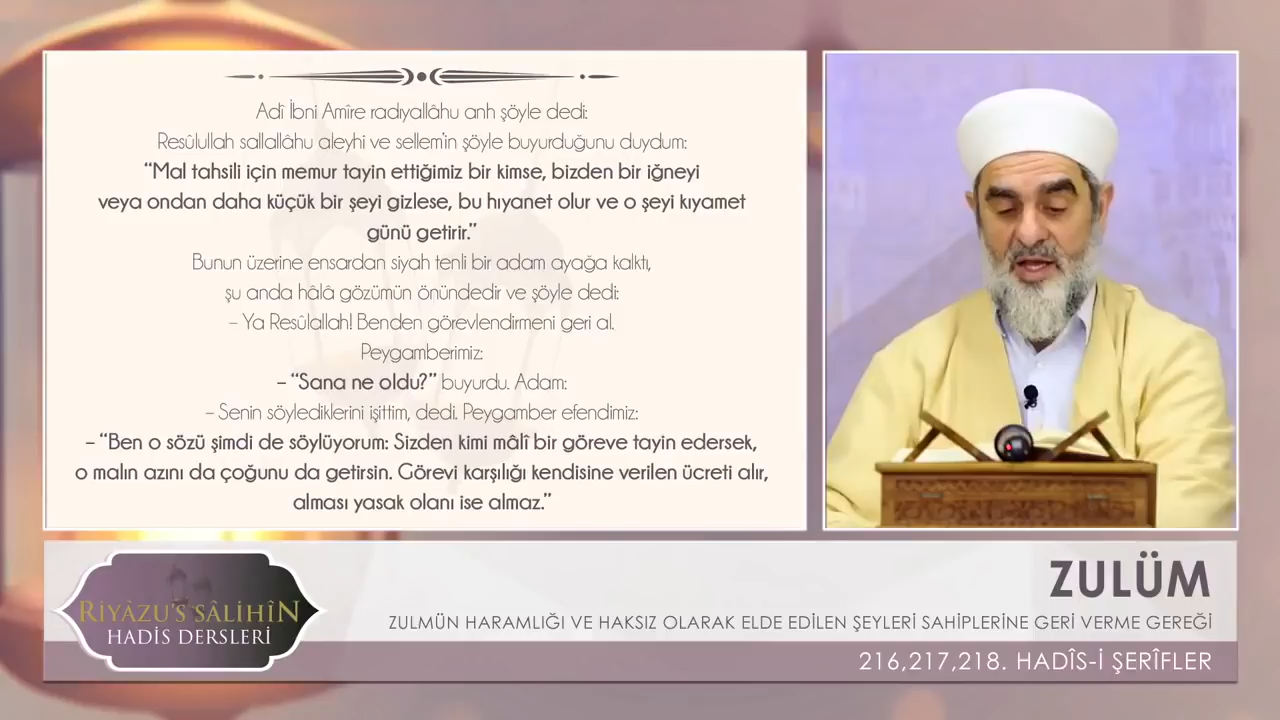 Adî İbni Amîre radıyallâhu anh şöyle dedi:
Resûlullah sallallâhu aleyhi ve sellem'in şöyle buyurduğunu duydum:
“Mal tahsili için memur tayin ettiğimiz bir kimse, bizden bir iğneyi
veya ondan daha küçük bir şeyi gizlese, bu hıyanet olur ve o şeyi kıyamet
günü getirir.”
Bunun üzerine ensardan siyah tenli bir adam ayağa kalktı,
şu anda hâlâ gözümün önündedir ve şöyle dedi:
– Ya Resûlallah! Benden görevlendirmeni geri al.
Peygamberimiz:
– “Sana ne oldu?” buyurdu. Adam:
– Senin söylediklerini işittim, dedi. Peygamber efendimiz:
– “Ben o sözü şimdi de söylüyorum: Sizden kimi mâlî bir göreve tayin edersek,
o malın azını da çoğunu da getirsin. Görevi karşılığı kendisine verilen ücreti alır,
alması yasak olanı ise almaz.”
RİYÂZU'S SÂLİHÎN
HADİS DERSLERİ
ZULÜM
ZULMÜN HARAMLIĞI VE HAKSIZ OLARAK ELDE EDİLEN ŞEYLERİ SAHİPLERİNE GERİ VERME GEREĞİ
216,217,218. HADÎS-İ ŞERÎFLER